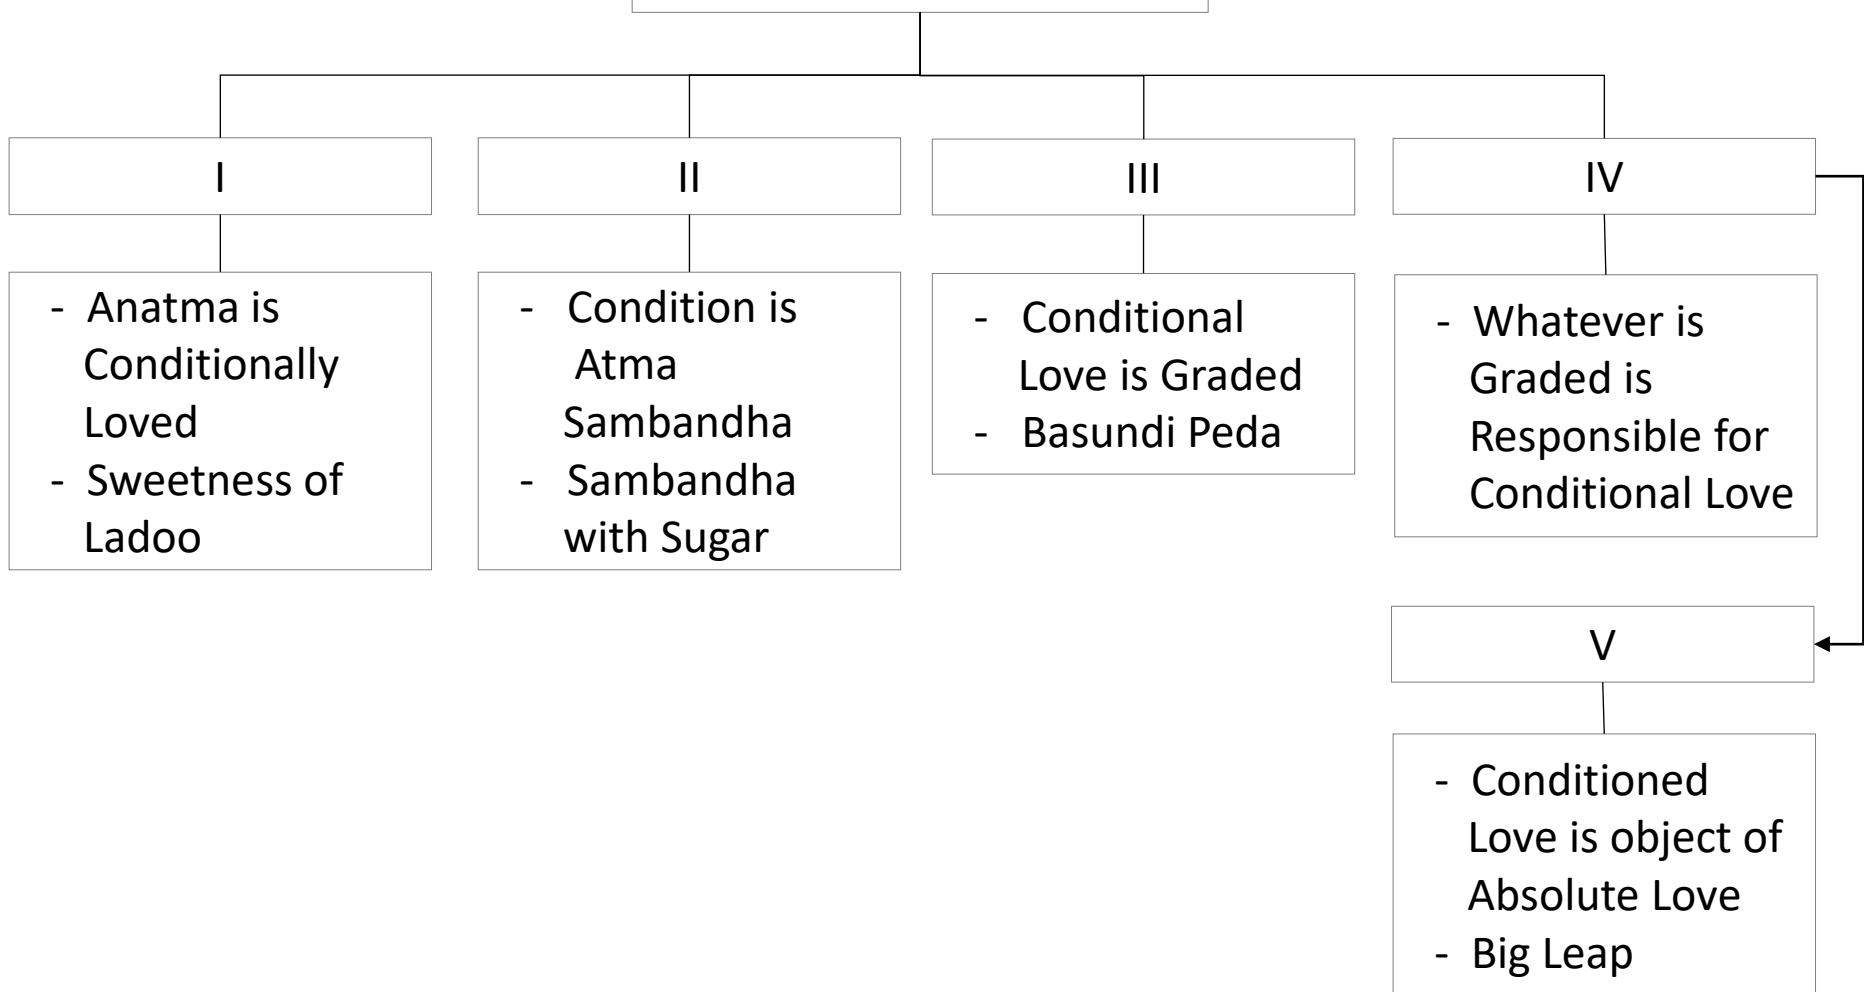 I
- Anatma is
Conditionally
Loved
- Sweetness of
Ladoo
II
- Condition is
Atma
Sambandha
- Sambandha
with Sugar
III
- Conditional
Love is Graded
- Basundi Peda
IV
- Whatever is
Graded is
Responsible for
Conditional Love
V
- Conditioned
Love is object of
Absolute Love
- Big Leap